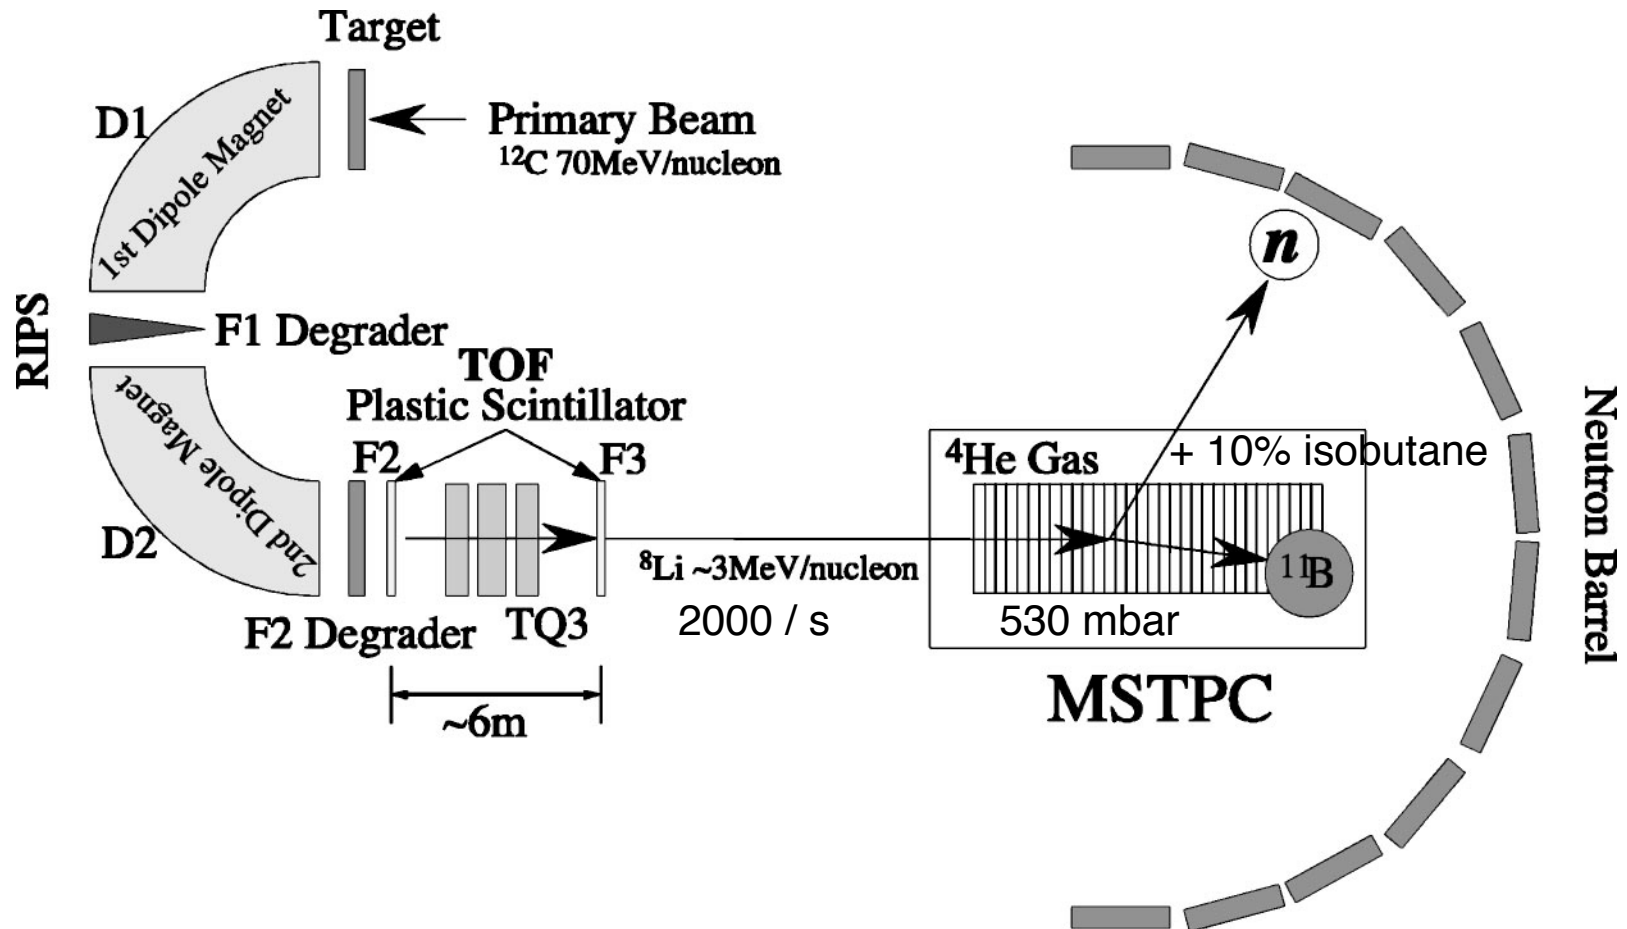 Target
D1
1st Dipole Magnet
Primary Beam
¹²C 70MeV/nucleon
RIPS
F1 Degrader
TOF
Plastic Scintillator
2nd Dipole Magnet
F2
F3
D2
F2 Degrader
TQ3
~6m
⁸Li ~3MeV/nucleon
2000 / s
n
⁴He Gas
+ 10% isobutane
¹¹B
530 mbar
MSTPC
Neutron Barrel